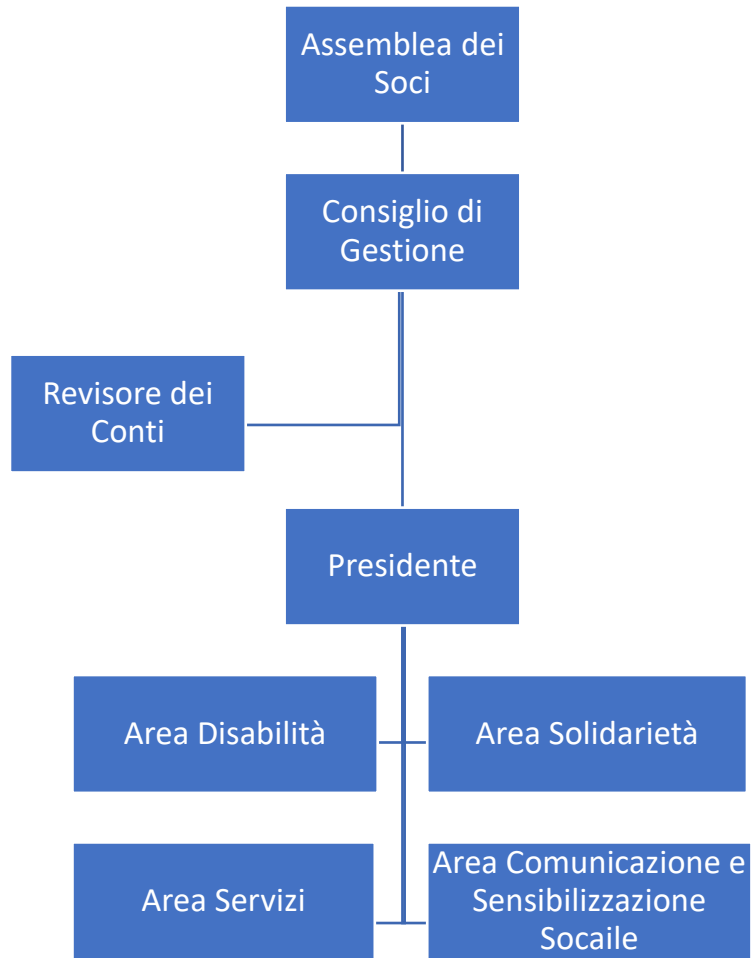 Assemblea dei
Soci
Consiglio di
Gestione
Revisore dei
Conti
Presidente
Area Disabilità
Area Solidarietà
Area Servizi
Area Comunicazione e
Sensibilizzazione
Socaile